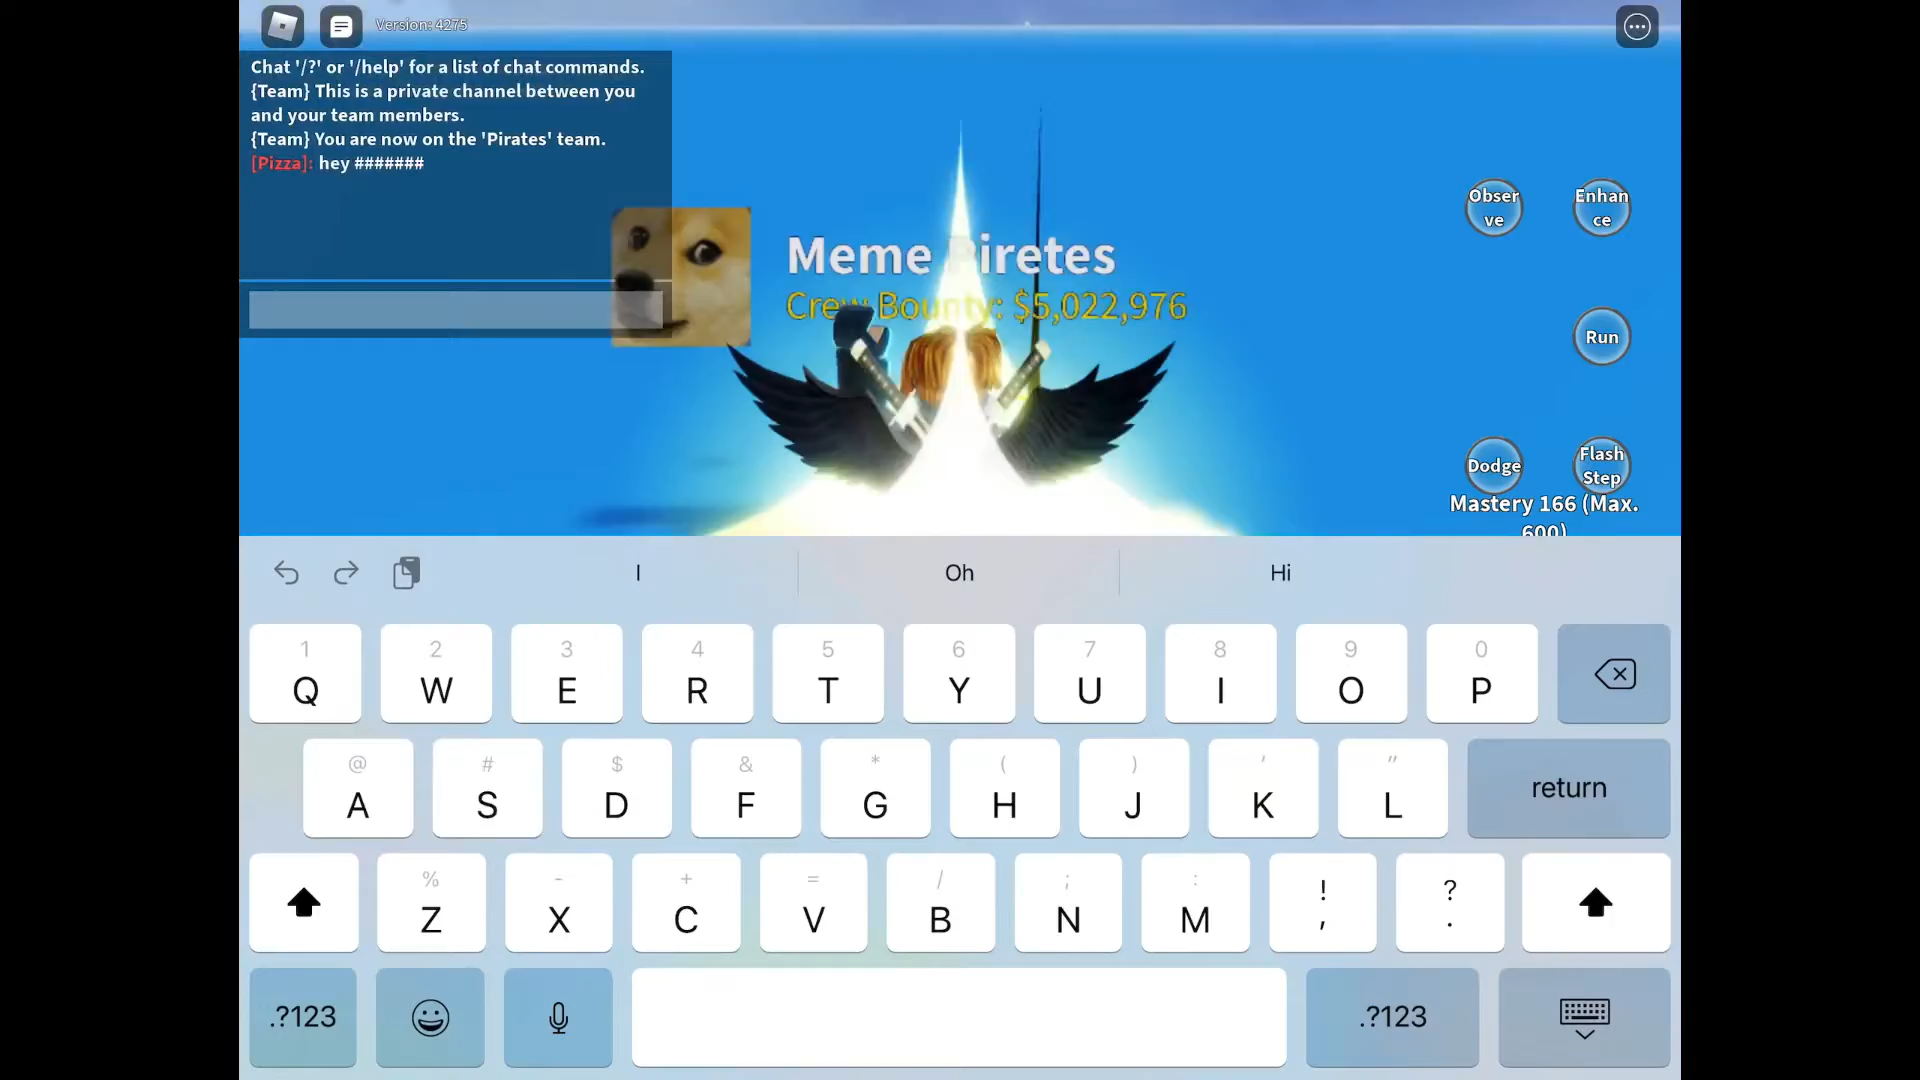 Version: 4275
Chat '/?' or '/help' for a list of chat commands.
{Team} This is a private channel between you
and your team members.
{Team} You are now on the 'Pirates' team.
[Pizza]: hey #######
Meme Piretes
Crew Bounty: $5,022,976
Obser
ve
Enhan
ce
Run
Dodge
Flash
Step
Mastery 166 (Max.
600)
I Oh Hi
1 2 3 4 5 6 7 8 9 0
Q W E R T Y U I O P
@ # $ & * ( ) ' "
A S D F G H J K L return
% - + = / ; : ! ?
Z X C V B N M , .
.?123 .?123